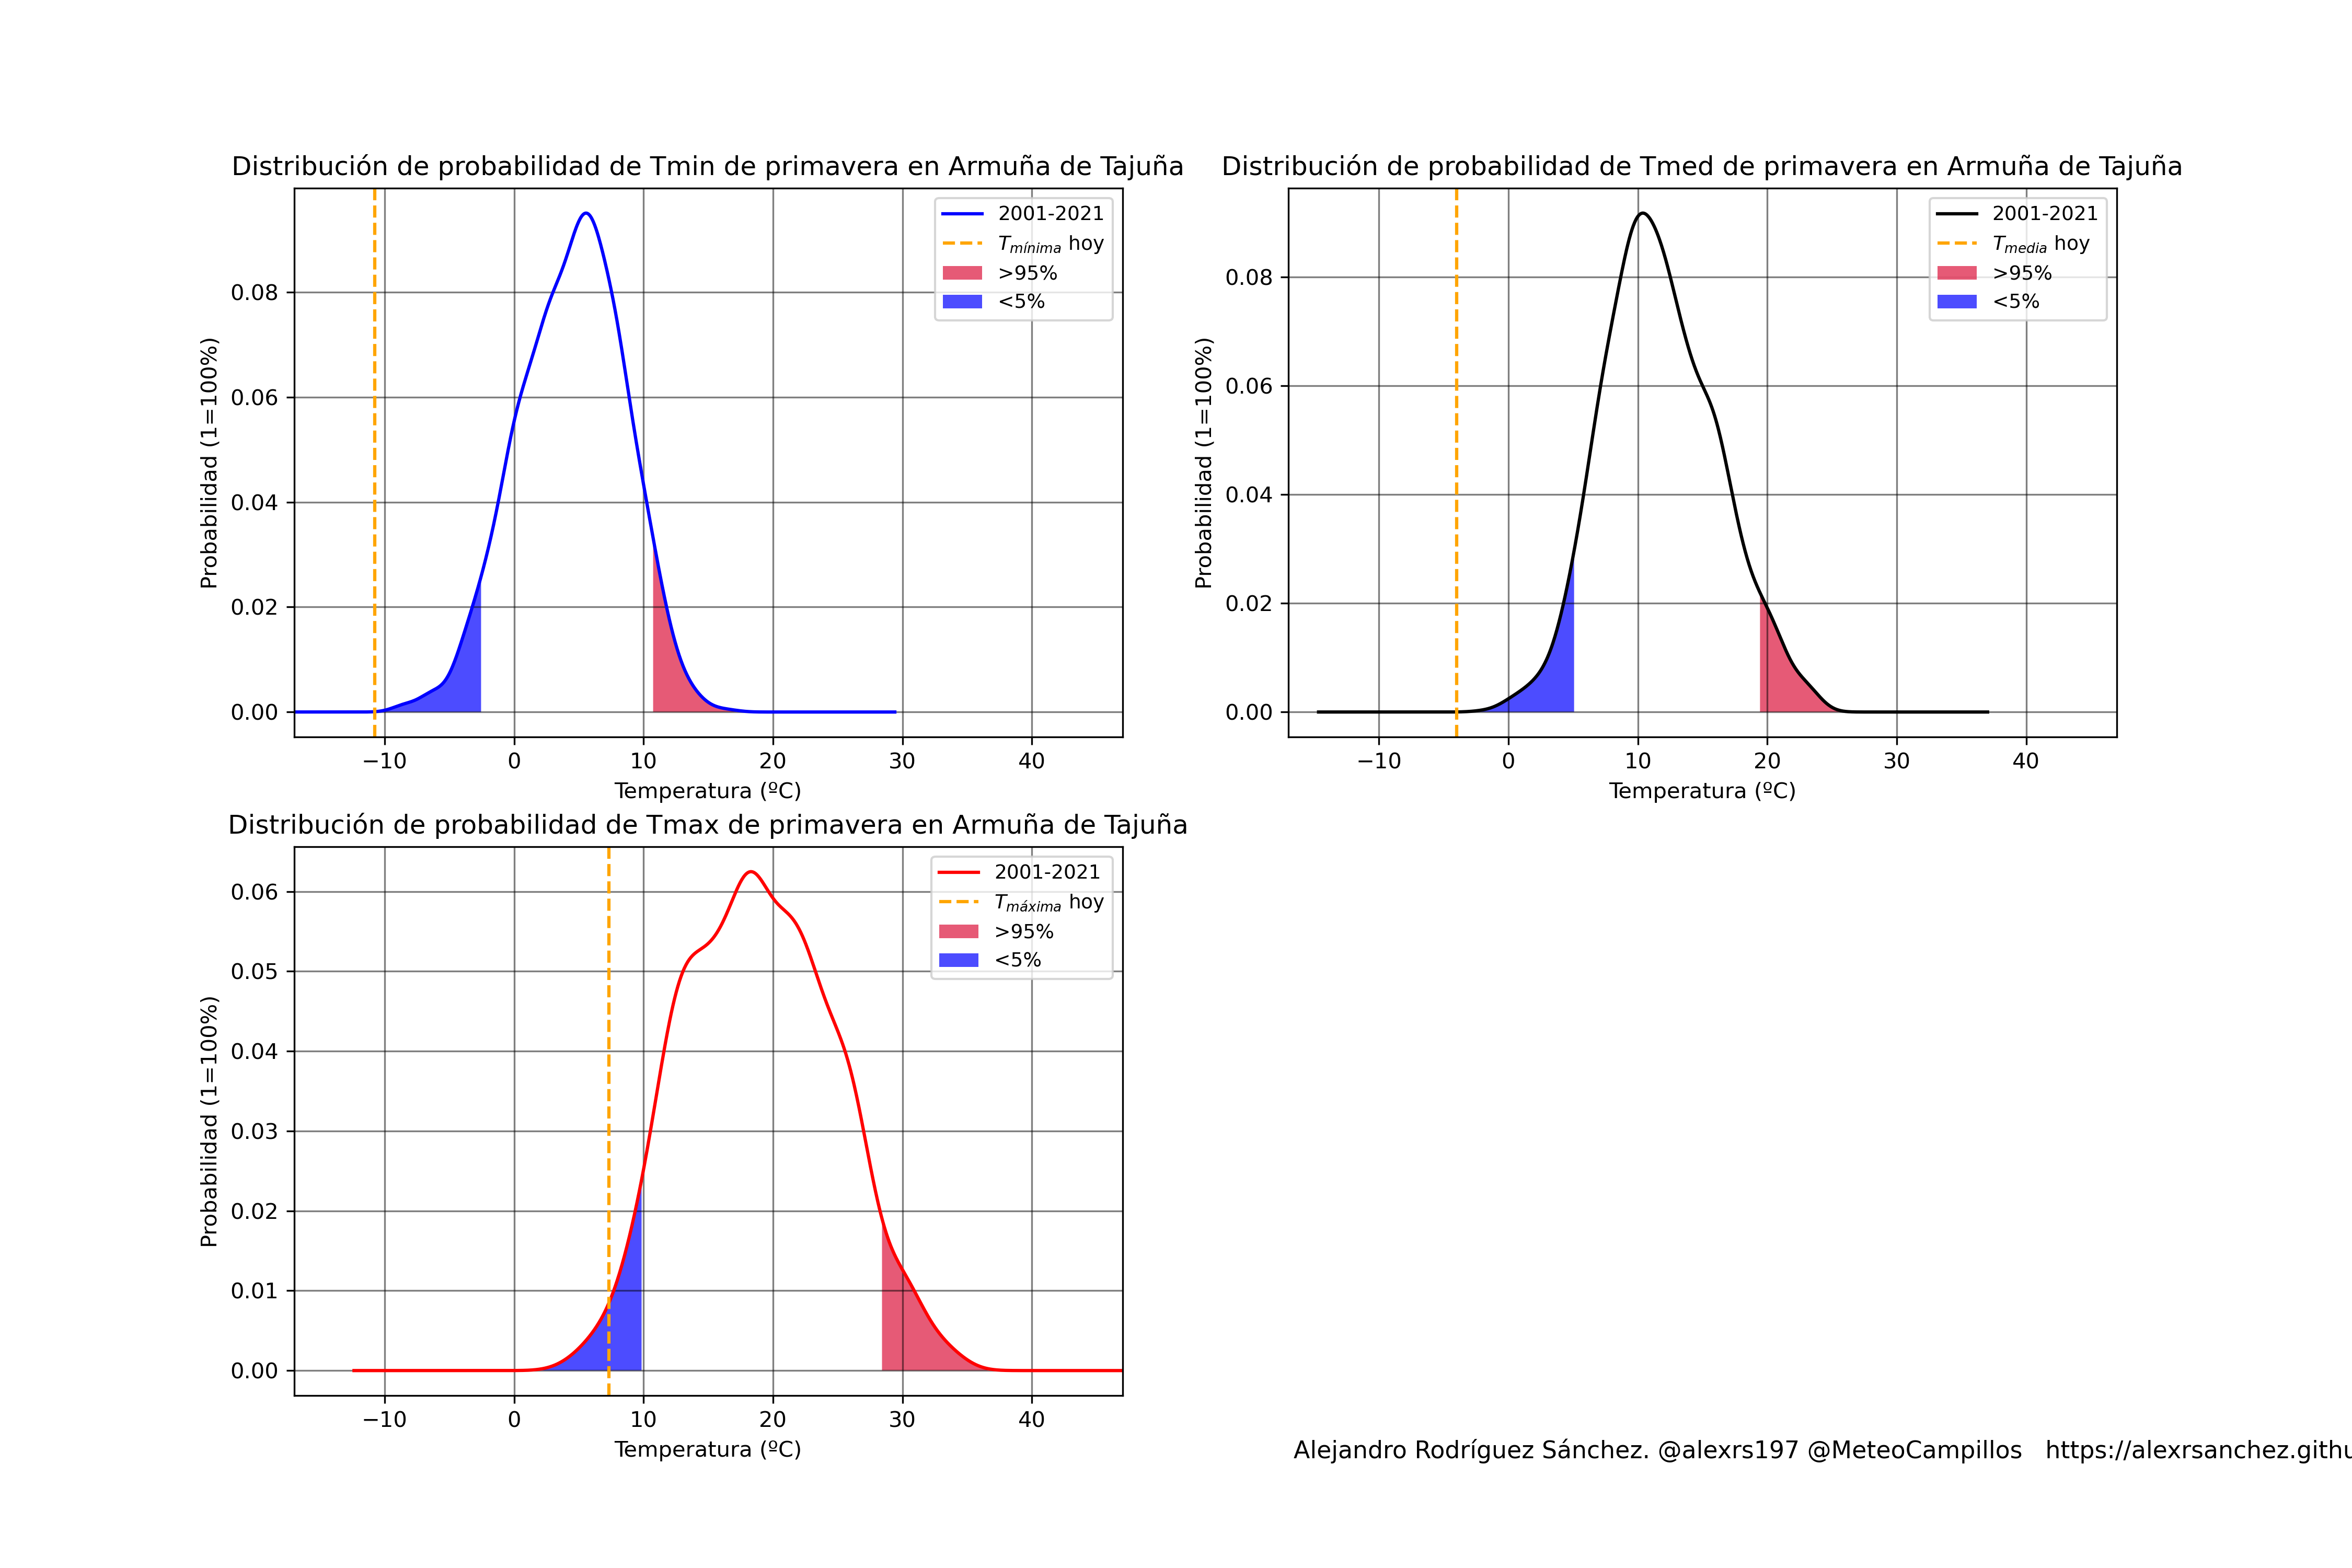 Distribución de probabilidad de Tmin de primavera en Armuña de Tajuña
Probabilidad (1=100%)
0.08
0.06
0.04
0.02
0.00
−10 0 10 20 30 40
Temperatura (ºC)
2001-2021
Tmínima hoy
>95%
<5%
Distribución de probabilidad de Tmed de primavera en Armuña de Tajuña
Probabilidad (1=100%)
0.08
0.06
0.04
0.02
0.00
−10 0 10 20 30 40
Temperatura (ºC)
2001-2021
Tmedia hoy
>95%
<5%
Distribución de probabilidad de Tmax de primavera en Armuña de Tajuña
Probabilidad (1=100%)
0.06
0.05
0.04
0.03
0.02
0.01
0.00
−10 0 10 20 30 40
Temperatura (ºC)
2001-2021
Tmáxima hoy
>95%
<5%
Alejandro Rodríguez Sánchez. @alexrs197 @MeteoCampillos https://alexrsanchez.githu